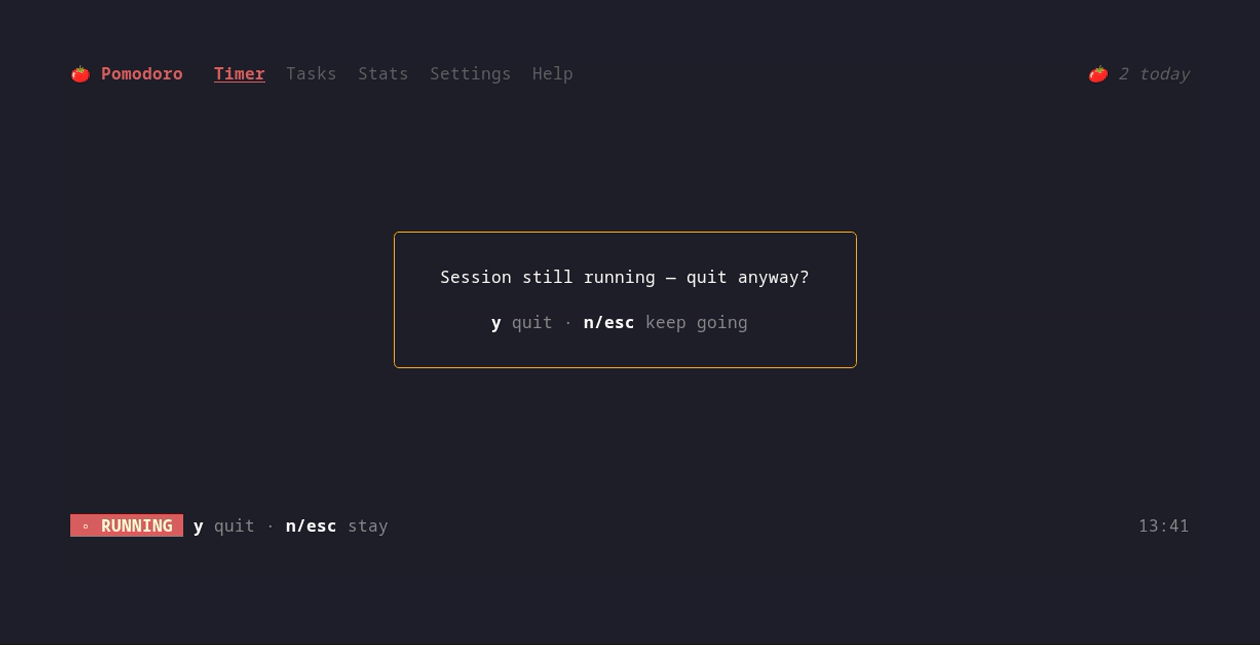 🍅 Pomodoro Timer Tasks Stats Settings Help 🍅 2 today
Session still running — quit anyway?
y quit · n/esc keep going
◦ RUNNING y quit · n/esc stay 13:41